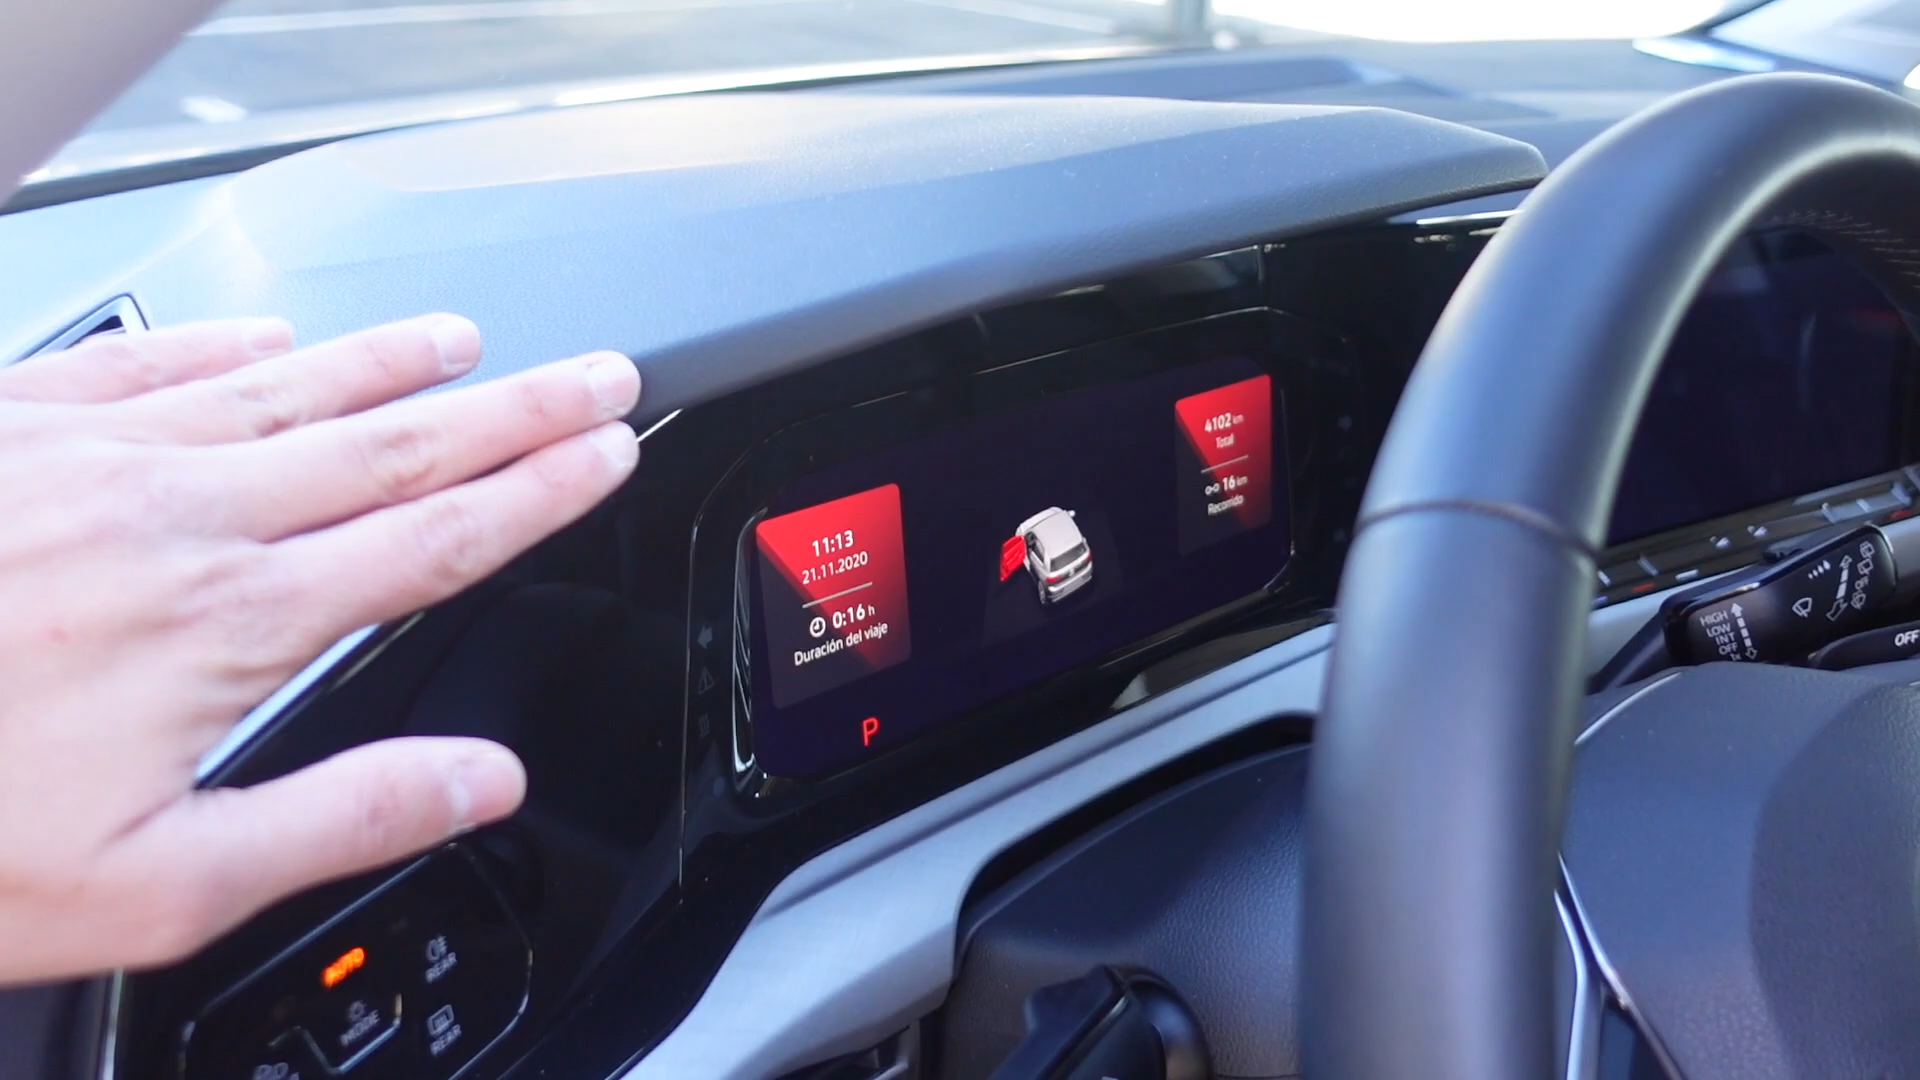 11:13
21.11.2020
0:16 h
Duración del viaje
P
4102 km
Total
16 km
Recorrido
HIGH
LOW
INT
OFF
1x
OFF
AUTO
REAR
MODE
REAR